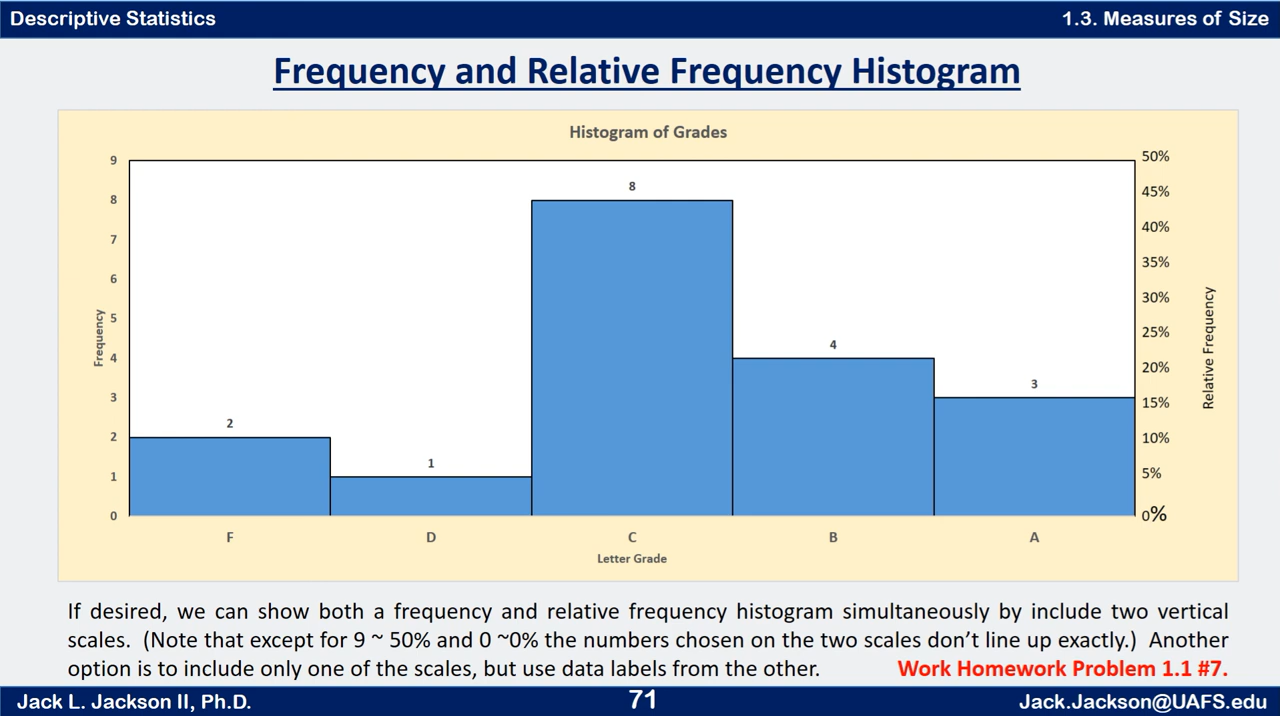 Descriptive Statistics
1.3. Measures of Size
Frequency and Relative Frequency Histogram
Histogram of Grades
9
8
7
6
5
4
3
2
1
0
Frequency
2
1
8
4
3
50%
45%
40%
35%
30%
25%
20%
15%
10%
5%
0%
Relative Frequency
F
D
C
B
A
Letter Grade
If desired, we can show both a frequency and relative frequency histogram simultaneously by include two vertical
scales. (Note that except for 9 ~ 50% and 0 ~0% the numbers chosen on the two scales don't line up exactly.) Another
option is to include only one of the scales, but use data labels from the other. Work Homework Problem 1.1 #7.
Jack L. Jackson II, Ph.D.
71
Jack.Jackson@UAFS.edu